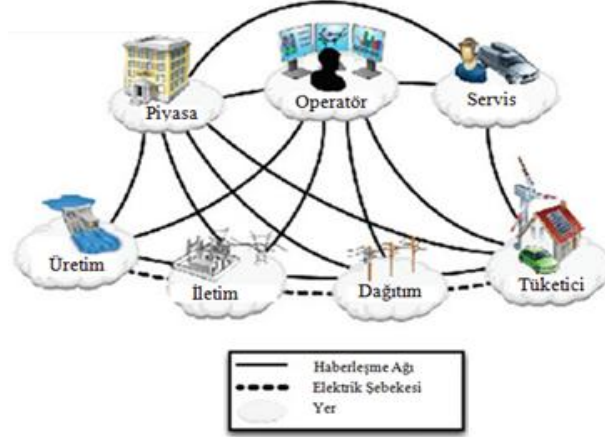 Piyasa
Operatör
Servis
Üretim
İletim
Dağıtım
Tüketici
Haberleşme Ağı
Elektrik Şebekesi
Yer